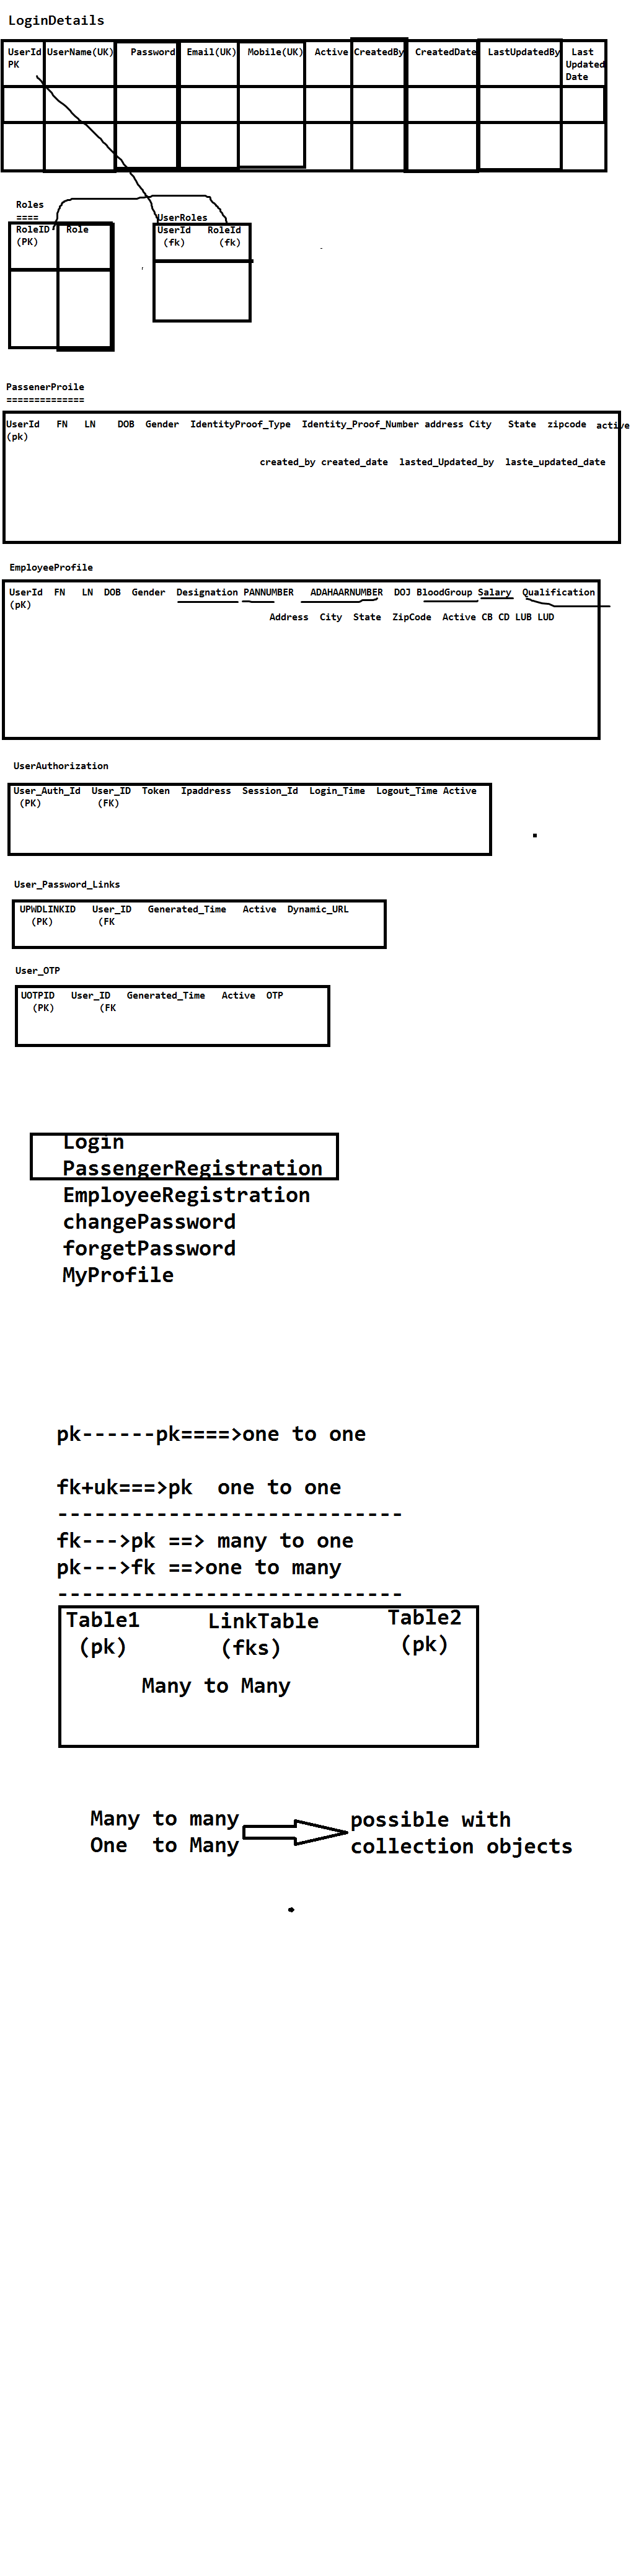 LoginDetails
UserId UserName(UK) Password Email(UK) Mobile(UK) Active CreatedBy CreatedDate LastUpdatedBy Last
PK Updated
Date
Roles
====
UserRoles
RoleID Role
(PK)
UserId RoleId
(fk) (fk)
PassenerProile
==============
UserId FN LN DOB Gender IdentityProof_Type Identity_Proof_Number address City State zipcode active
(pk)
created_by created_date lasted_Updated_by laste_updated_date
EmployeeProfile
UserId FN LN DOB Gender Designation PANNUMBER ADAHAARNUMBER DOJ BloodGroup Salary Qualification
(pK)
Address City State ZipCode Active CB CD LUB LUD
UserAuthorization
User_Auth_Id User_ID Token Ipaddress Session_Id Login_Time Logout_Time Active
(PK) (FK)
User_Password_Links
UPWDLINKID User_ID Generated_Time Active Dynamic_URL
(PK) (FK
User_OTP
UOTPID User_ID Generated_Time Active OTP
(PK) (FK
Login
PassengerRegistration
EmployeeRegistration
changePassword
forgetPassword
MyProfile
pk------pk====>one to one
fk+uk===>pk one to one
----------------------------
fk--->pk ==> many to one
pk--->fk ==>one to many
----------------------------
Table1 LinkTable Table2
(pk) (fks) (pk)
Many to Many
Many to many possible with
One to Many collection objects